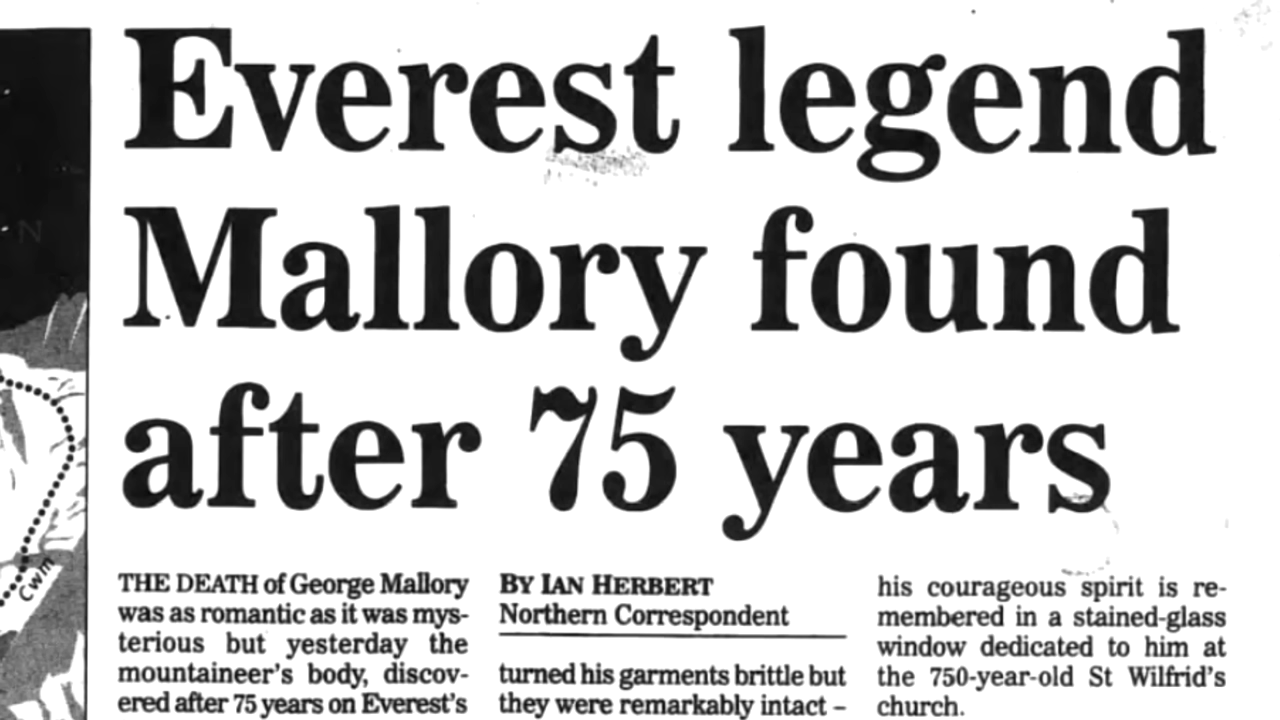 Everest legend
Mallory found
after 75 years
THE DEATH of George Mallory
was as romantic as it was mys-
terious but yesterday the
mountaineer's body, discov-
ered after 75 years on Everest's
BY IAN HERBERT
Northern Correspondent
turned his garments brittle but
they were remarkably intact –
his courageous spirit is re-
membered in a stained-glass
window dedicated to him at
the 750-year-old St Wilfrid's
church.
Cwm
N